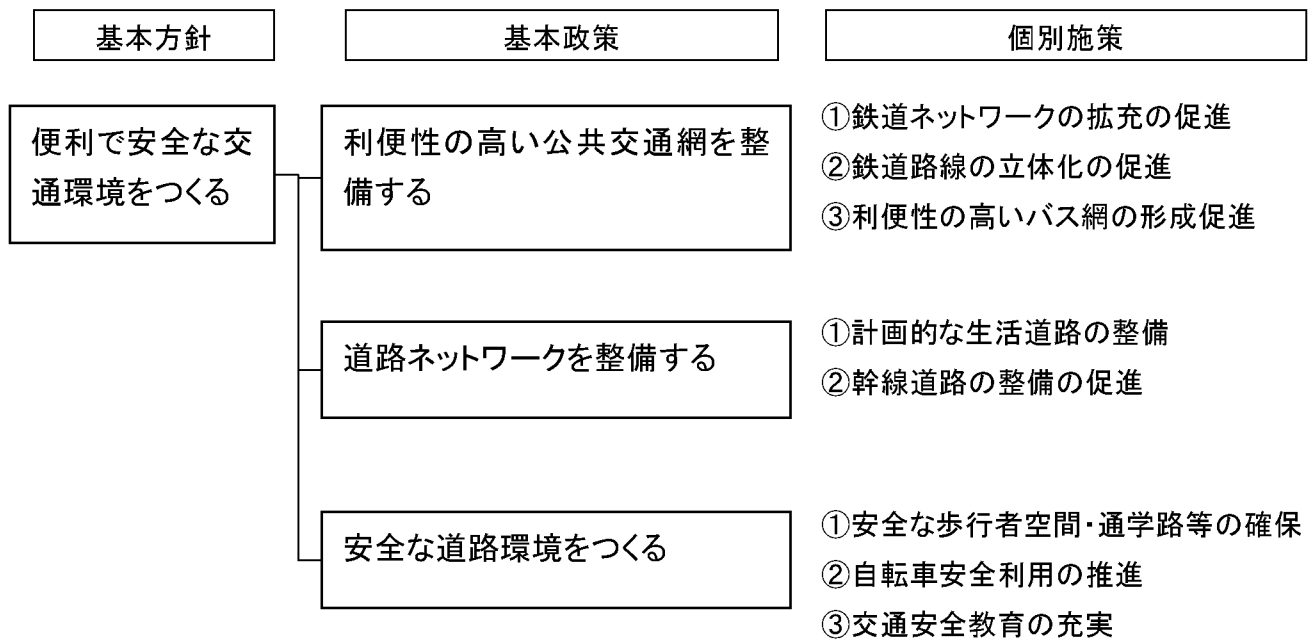 基本方針
基本政策
個別施策
便利で安全な交
通環境をつくる
利便性の高い公共交通網を整
備する
①鉄道ネットワークの拡充の促進
②鉄道路線の立体化の促進
③利便性の高いバス網の形成促進
道路ネットワークを整備する
①計画的な生活道路の整備
②幹線道路の整備の促進
安全な道路環境をつくる
①安全な歩行者空間・通学路等の確保
②自転車安全利用の推進
③交通安全教育の充実